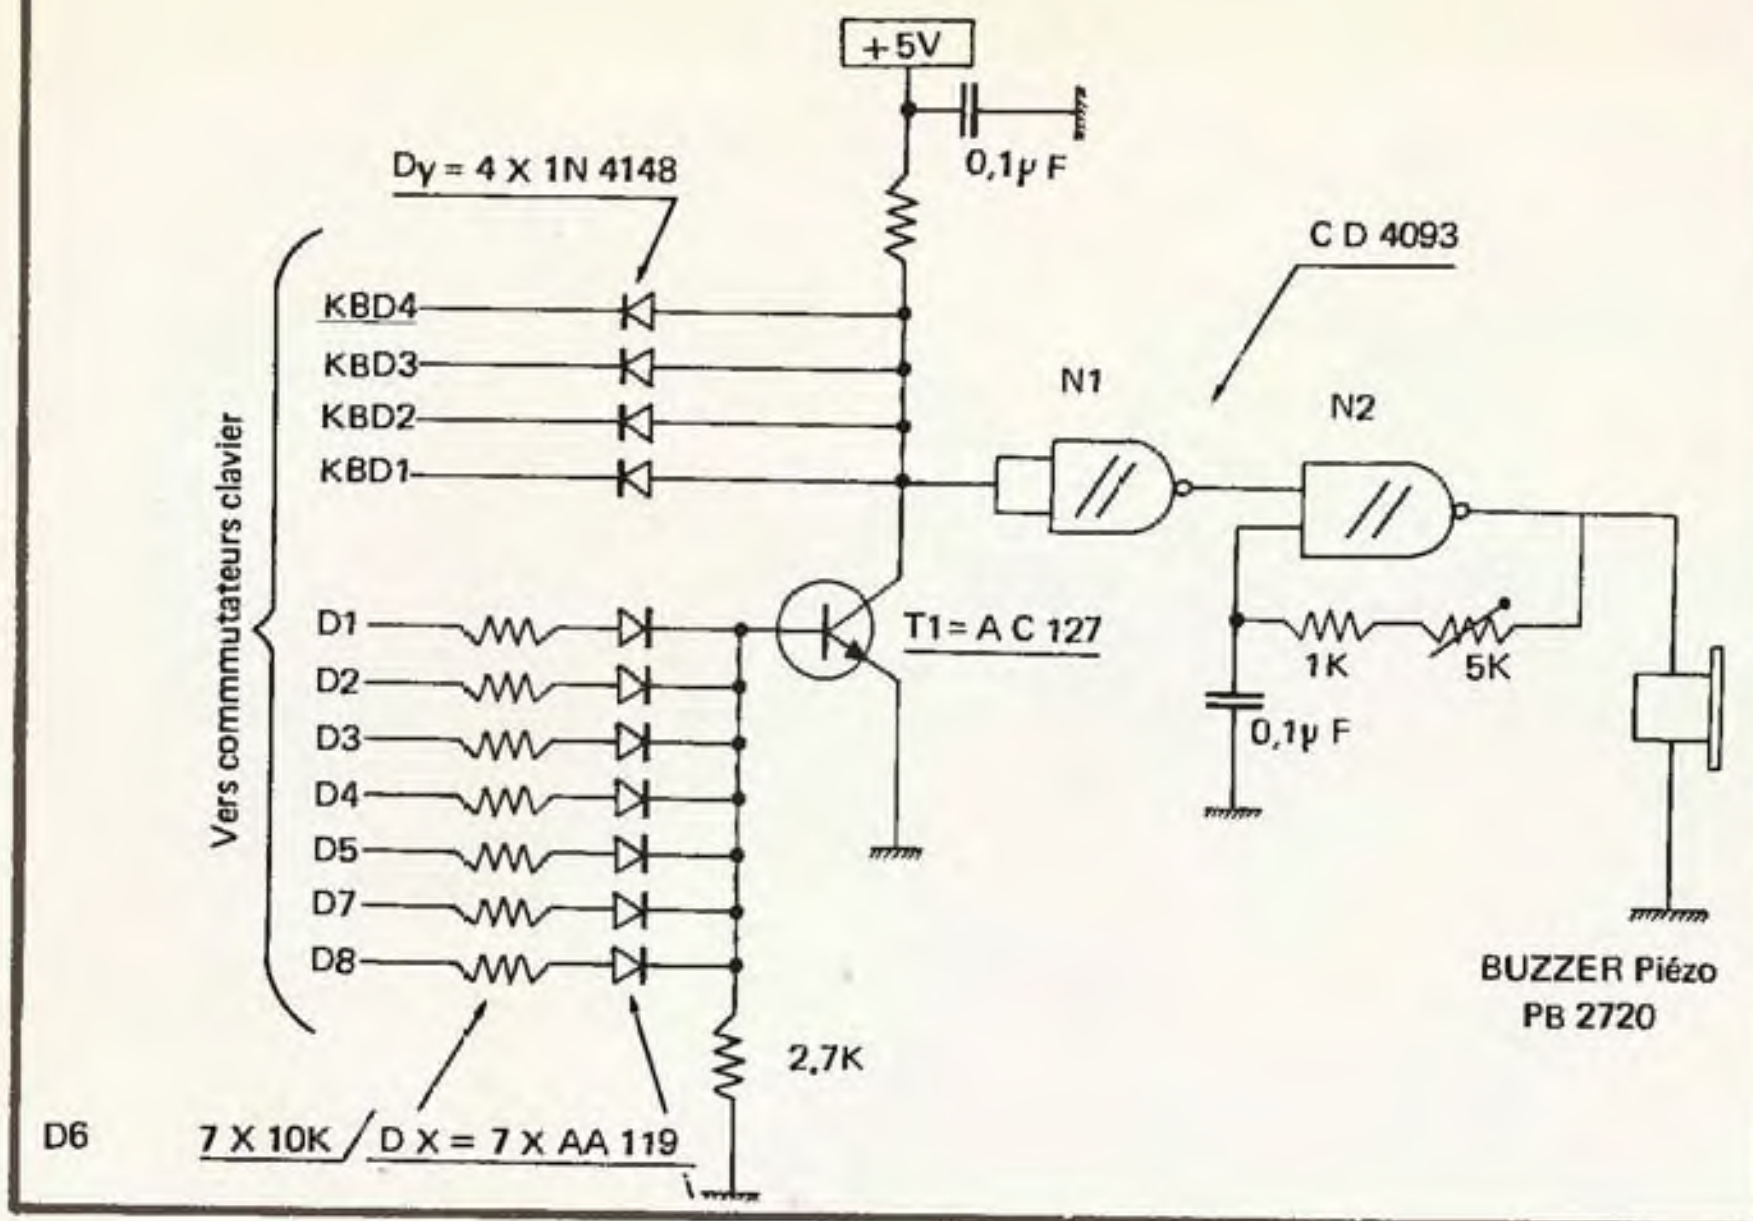 +5V
0,1µ F
Dy = 4 X 1N 4148
C D 4093
KBD4
KBD3
KBD2
KBD1
N1
N2
Vers commutateurs clavier
D1
D2
D3
D4
D5
D7
D8
T1 = A C 127
1K
5K
0,1µ F
BUZZER Piézo
PB 2720
2,7K
D6
7 X 10K / D X = 7 X AA 119